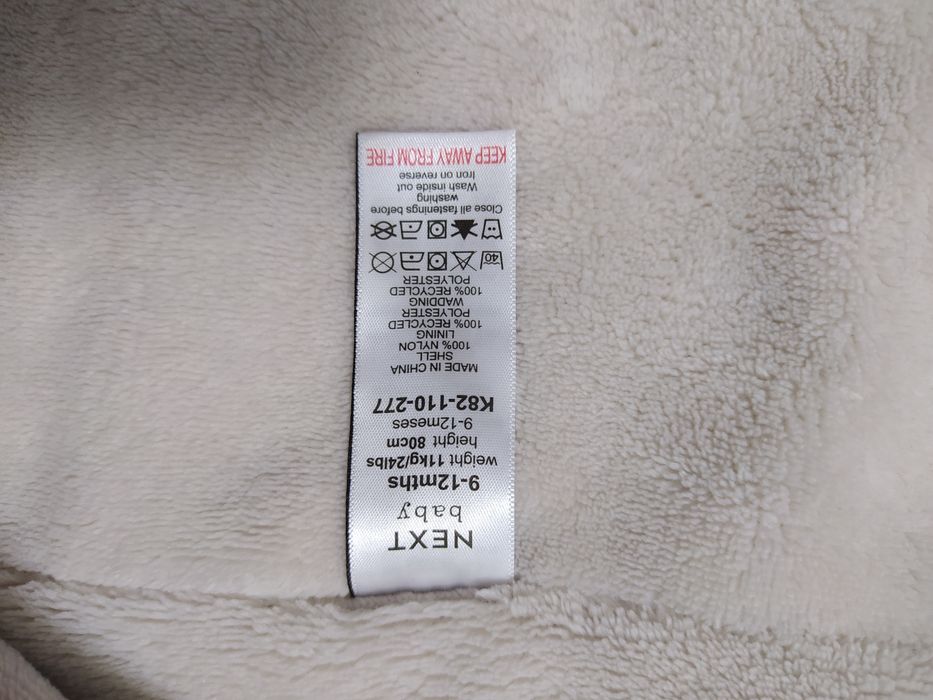 NEXT
baby
9-12mths
weight 11kg/24lbs
height 80cm
9-12meses
K82-110-277
MADE IN CHINA
SHELL
100% NYLON
LINING
100% RECYCLED
POLYESTER
WADDING
100% RECYCLED
POLYESTER
40
Close all fastenings before
washing
Wash inside out
Iron on reverse
KEEP AWAY FROM FIRE